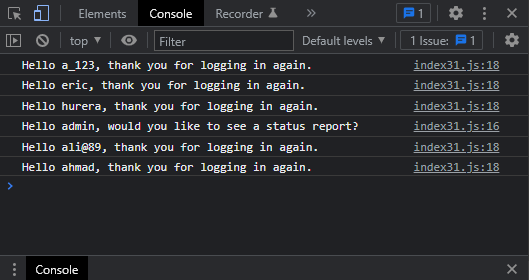 Elements Console Recorder » 1
top Filter Default levels 1 Issue: 1
Hello a_123, thank you for logging in again. index31.js:18
Hello eric, thank you for logging in again. index31.js:18
Hello hurera, thank you for logging in again. index31.js:18
Hello admin, would you like to see a status report? index31.js:16
Hello ali@89, thank you for logging in again. index31.js:18
Hello ahmad, thank you for logging in again. index31.js:18
Console